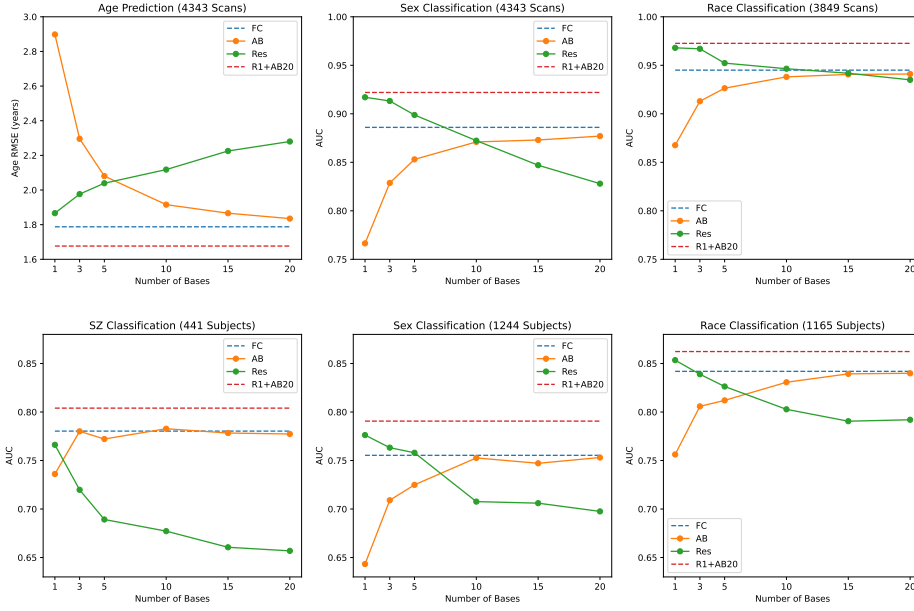 Age Prediction (4343 Scans)
3.0
2.8
2.6
2.4
2.2
2.0
1.8
1.6
Age RMSE (years)
FC
AB
Res
R1+AB20
1 3 5 10 15 20
Number of Bases
Sex Classification (4343 Scans)
1.00
0.95
0.90
0.85
0.80
0.75
AUC
FC
AB
Res
R1+AB20
1 3 5 10 15 20
Number of Bases
Race Classification (3849 Scans)
1.00
0.95
0.90
0.85
0.80
0.75
AUC
FC
AB
Res
R1+AB20
1 3 5 10 15 20
Number of Bases
SZ Classification (441 Subjects)
0.85
0.80
0.75
0.70
0.65
AUC
FC
AB
Res
R1+AB20
1 3 5 10 15 20
Number of Bases
Sex Classification (1244 Subjects)
0.85
0.80
0.75
0.70
0.65
AUC
FC
AB
Res
R1+AB20
1 3 5 10 15 20
Number of Bases
Race Classification (1165 Subjects)
0.85
0.80
0.75
0.70
0.65
AUC
FC
AB
Res
R1+AB20
1 3 5 10 15 20
Number of Bases